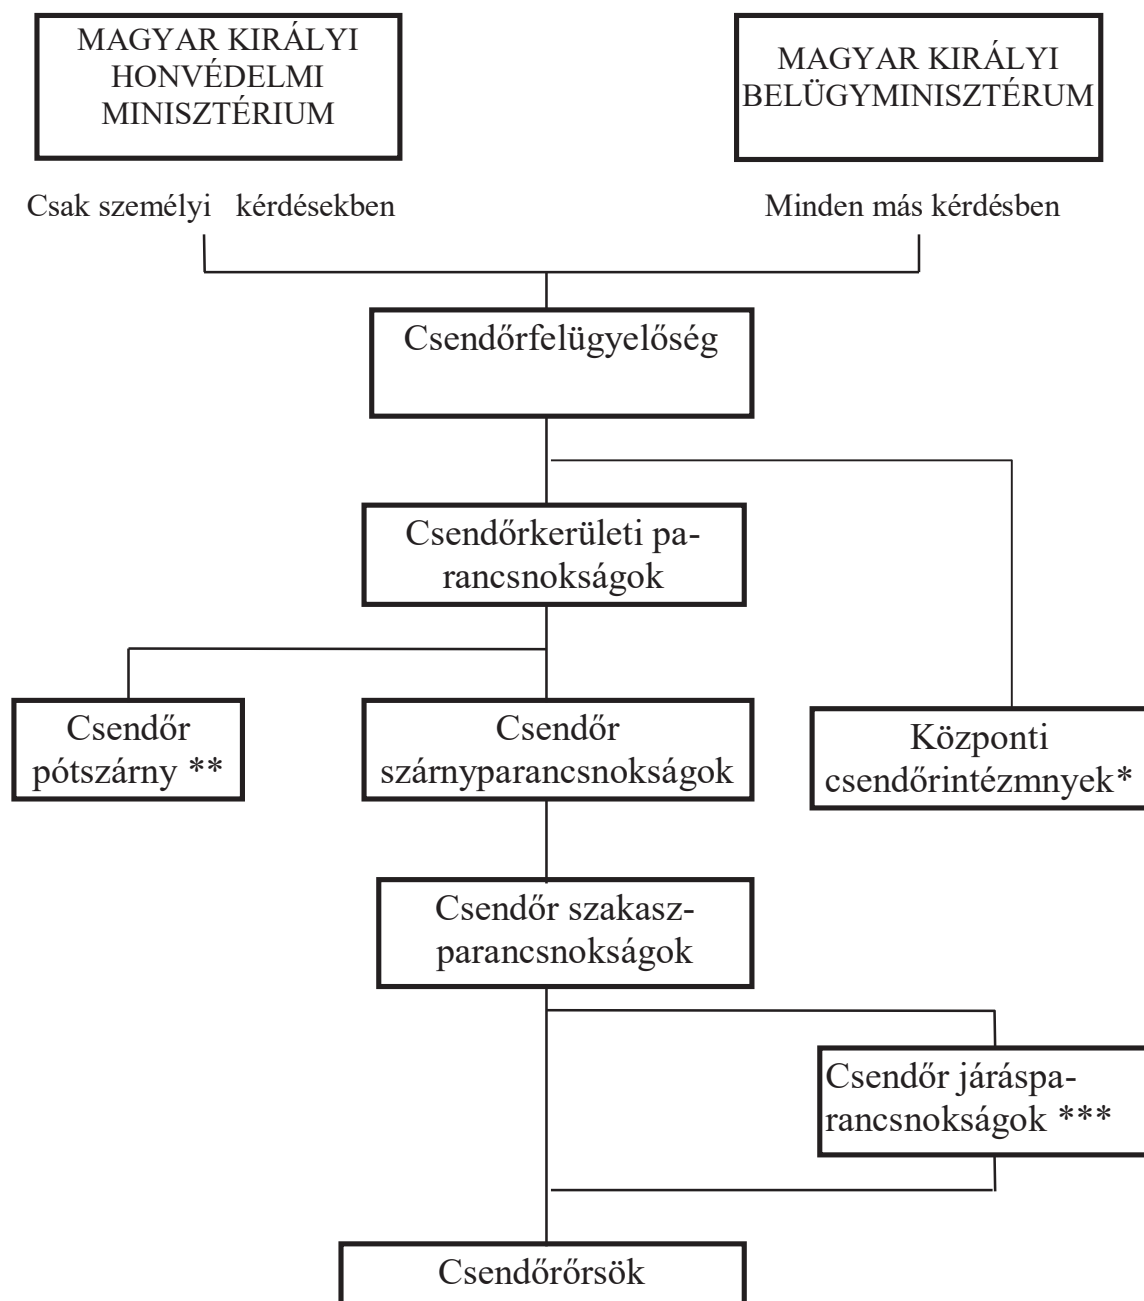 MAGYAR KIRÁLYI
HONVÉDELMI
MINISZTÉRIUM
MAGYAR KIRÁLYI
BELÜGYMINISZTÉRUM
Csak személyi kérdésekben
Minden más kérdésben
Csendőrfelügyelőség
Csendőrkerületi pa-
rancsnokságok
Csendőr
pótszárny **
Csendőr
szárnyparancsnokságok
Központi
csendőrintézmnyek*
Csendőr szakasz-
parancsnokságok
Csendőr járáspa-
rancsnokságok ***
Csendőrőrsök